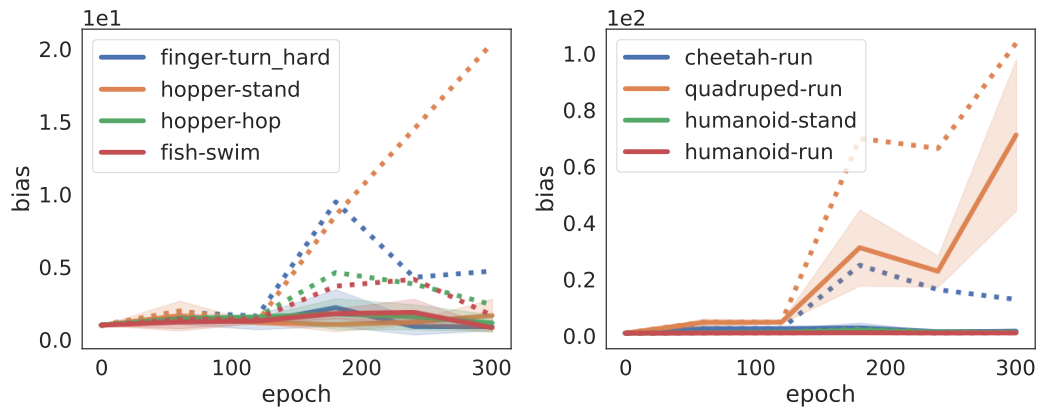 1e1
2.0
1.5
1.0
0.5
0.0
bias
finger-turn_hard
hopper-stand
hopper-hop
fish-swim
0
100
200
300
epoch
1e2
1.0
0.8
0.6
0.4
0.2
0.0
bias
cheetah-run
quadruped-run
humanoid-stand
humanoid-run
0
100
200
300
epoch